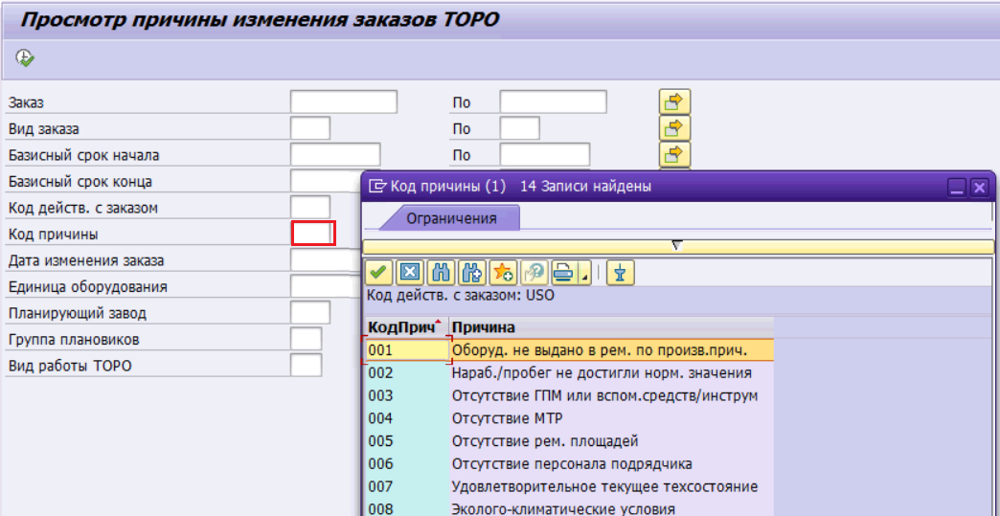 Просмотр причины изменения заказов ТОРО
Заказ По
Вид заказа По
Базисный срок начала По
Базисный срок конца
Код действ. с заказом
Код причины
Дата изменения заказа
Единица оборудования
Планирующий завод
Группа плановиков
Вид работы ТОРО
Код причины (1) 14 Записи найдены
Ограничения
Код действ. с заказом: USO
КодПрич Причина
001 Оборуд. не выдано в рем. по произв.прич.
002 Нараб./пробег не достигли норм. значения
003 Отсутствие ГПМ или вспом.средств/инструм
004 Отсутствие МТР
005 Отсутствие рем. площадей
006 Отсутствие персонала подрядчика
007 Удовлетворительное текущее техсостояние
008 Эколого-климатические условия